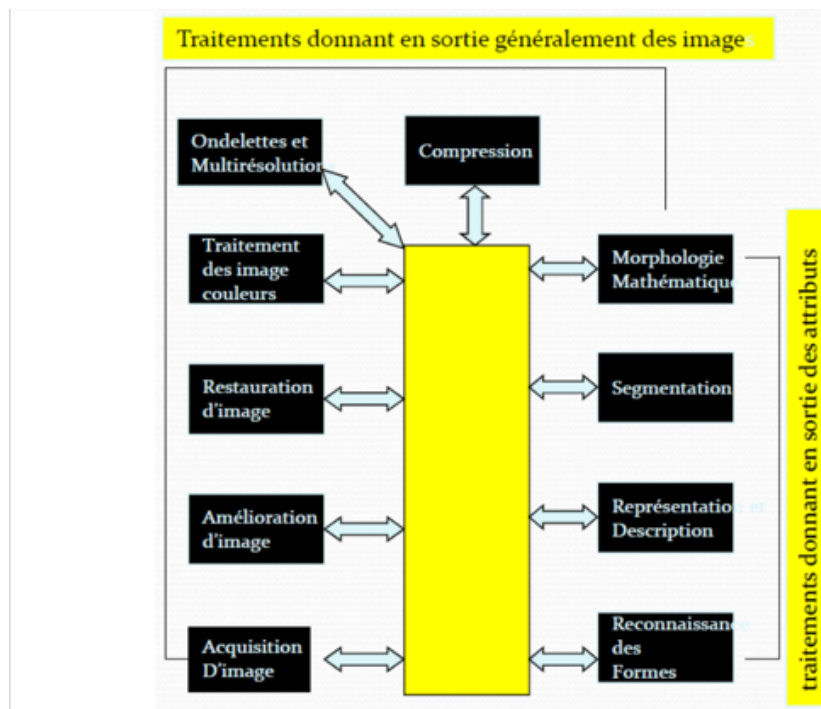 Traitements donnant en sortie généralement des images
Ondelettes et
Multirésolution
Compression
Traitement
des image
couleurs
Morphologie
Mathématique
Restauration
d'image
Segmentation
Amélioration
d'image
Représentation et
Description
Acquisition
D'image
Reconnaissance
des
Formes
traitements donnant en sortie des attributs